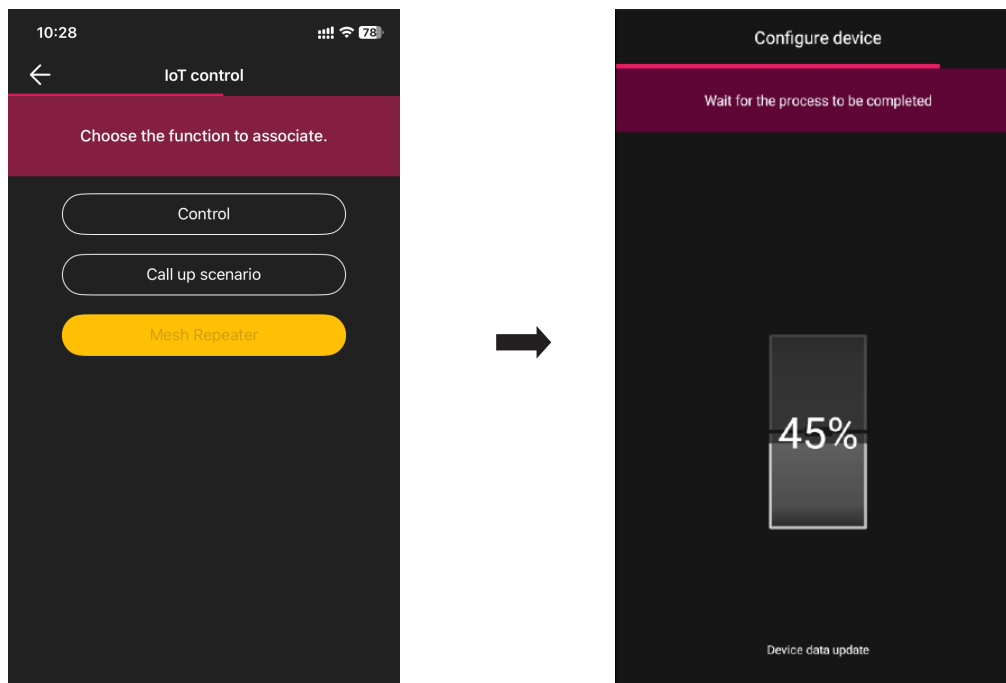 10:28
78
IoT control
Choose the function to associate.
Control
Call up scenario
Mesh Repeater
Configure device
Wait for the process to be completed
45%
Device data update